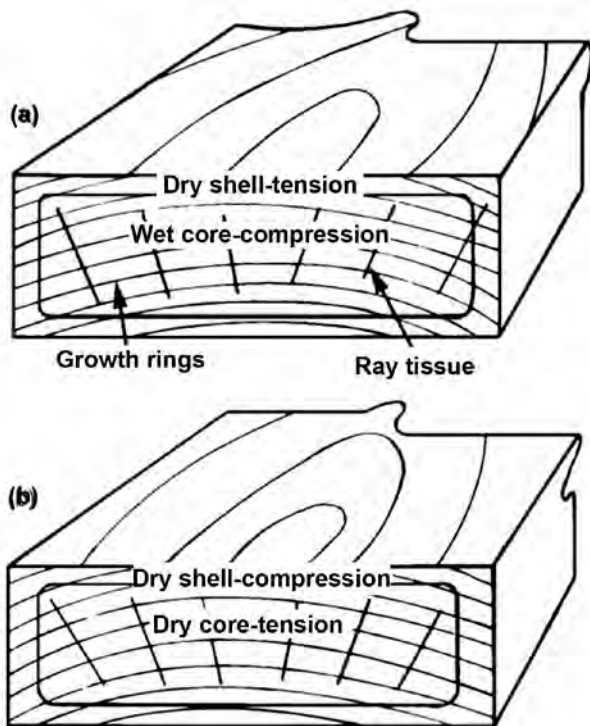 (a)
Dry shell-tension
Wet core-compression
Growth rings
Ray tissue
(b)
Dry shell-compression
Dry core-tension